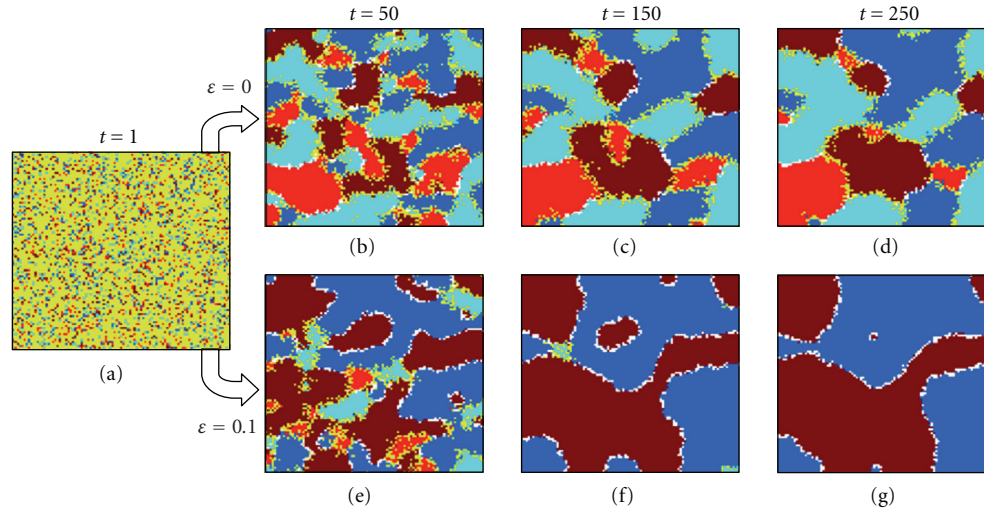 t = 50
t = 150
t = 250
ε = 0
t = 1
(b)
(c)
(d)
(a)
ε = 0.1
(e)
(f)
(g)